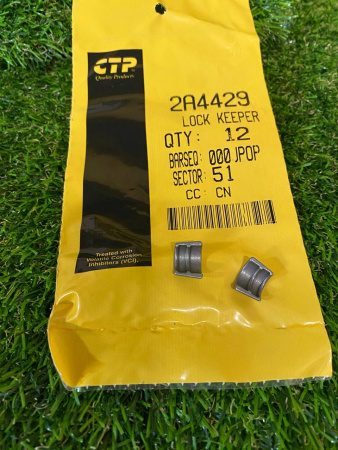 CTP
Quality Products
2A4429
LOCK KEEPER
QTY: 12
BARSEQ: 000 JPOP
SECTOR: 51
CC: CN
Treated with
Volatile Corrosion
Inhibitors (VCI).